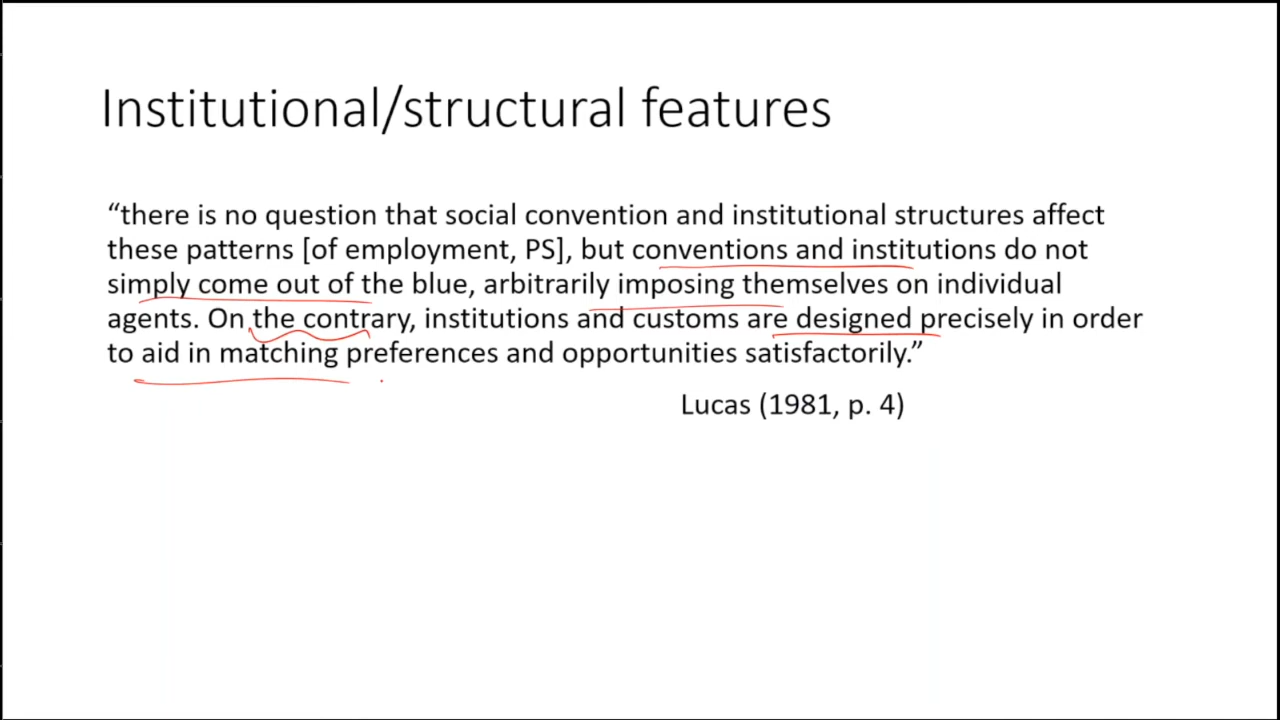 Institutional/structural features
“there is no question that social convention and institutional structures affect
these patterns [of employment, PS], but conventions and institutions do not
simply come out of the blue, arbitrarily imposing themselves on individual
agents. On the contrary, institutions and customs are designed precisely in order
to aid in matching preferences and opportunities satisfactorily.”
Lucas (1981, p. 4)